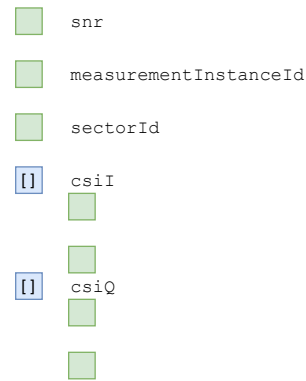 snr
measurementInstanceId
sectorId
[] csiI
[] csiQ